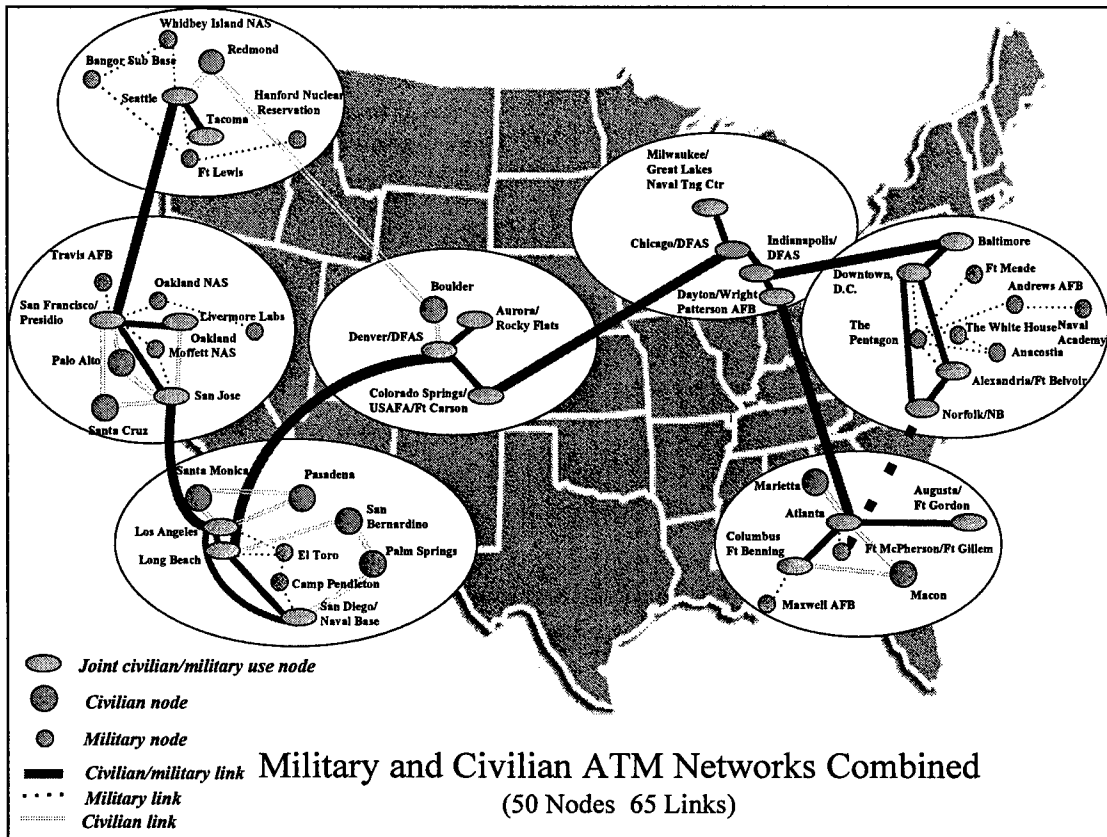 Whidbey Island NAS
Redmond
Bangor Sub Base
Seattle
Hanford Nuclear
Reservation
Tacoma
Ft Lewis
Travis AFB
Oakland NAS
San Francisco/
Presidio
Livermore Labs
Oakland
Moffett NAS
Palo Alto
San Jose
Santa Cruz
Boulder
Aurora/
Rocky Flats
Denver/DFAS
Colorado Springs/
USAFA/Ft Carson
Milwaukee/
Great Lakes
Naval Tng Ctr
Chicago/DFAS
Indianapolis/
DFAS
Dayton/Wright
Patterson AFB
Baltimore
Downtown,
D.C.
Ft Meade
Andrews AFB
The
Pentagon
The White House
Naval
Academy
Anacostia
Alexandria/Ft Belvoir
Norfolk/NB
Santa Monica
Pasadena
San
Bernardino
Los Angeles
Long Beach
El Toro
Palm Springs
Camp Pendleton
San Diego/
Naval Base
Marietta
Atlanta
Augusta/
Ft Gordon
Columbus
Ft Benning
Ft McPherson/Ft Gillem
Maxwell AFB
Macon
Joint civilian/military use node
Civilian node
Military node
Civilian/military link
Military link
Civilian link
Military and Civilian ATM Networks Combined
(50 Nodes 65 Links)